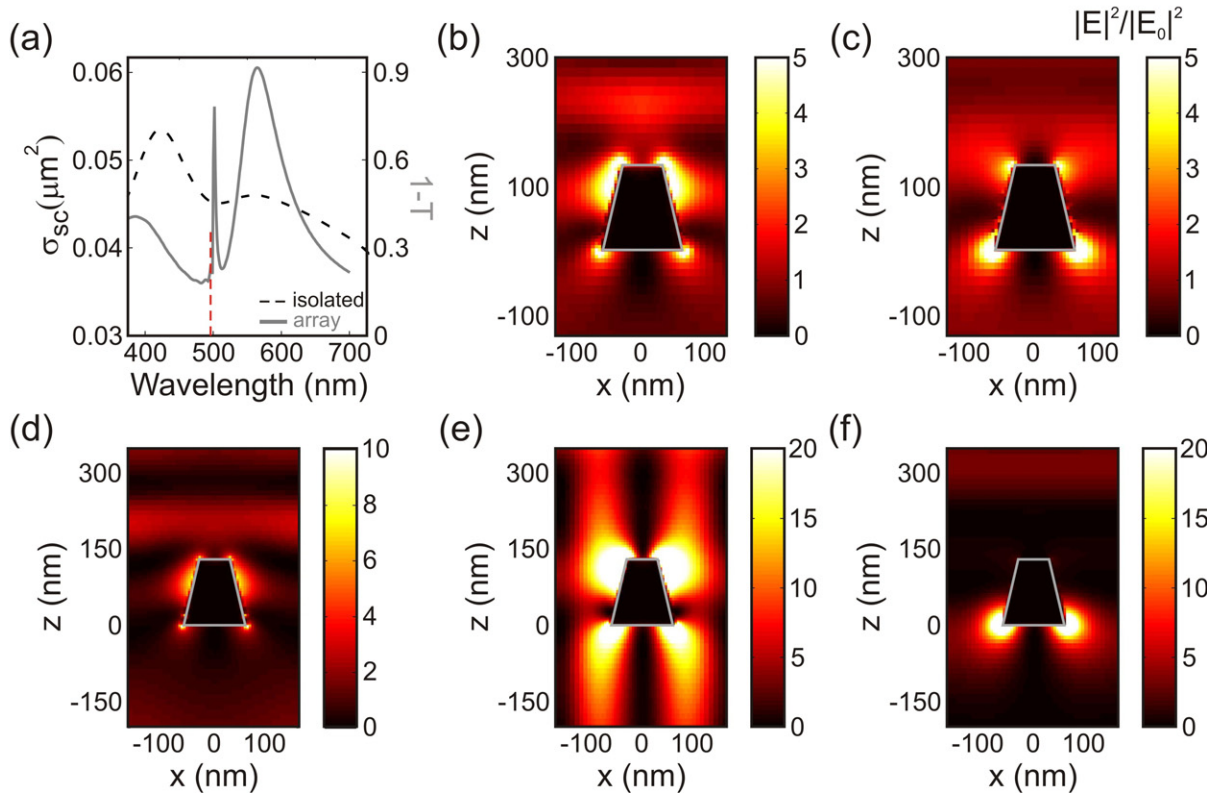 (a)
0.06
0.05
0.04
0.03
σsc(μm²)
0.9
0.6
0.3
0
1-T
isolated
array
400 500 600 700
Wavelength (nm)
(b)
300
100
-100
z (nm)
-100 0 100
x (nm)
5
4
3
2
1
0
(c)
|E|²/|E₀|²
300
100
-100
z (nm)
-100 0 100
x (nm)
5
4
3
2
1
0
(d)
300
150
0
-150
z (nm)
-100 0 100
x (nm)
10
8
6
4
2
0
(e)
300
150
0
-150
z (nm)
-100 0 100
x (nm)
20
15
10
5
0
(f)
300
150
0
-150
z (nm)
-100 0 100
x (nm)
20
15
10
5
0